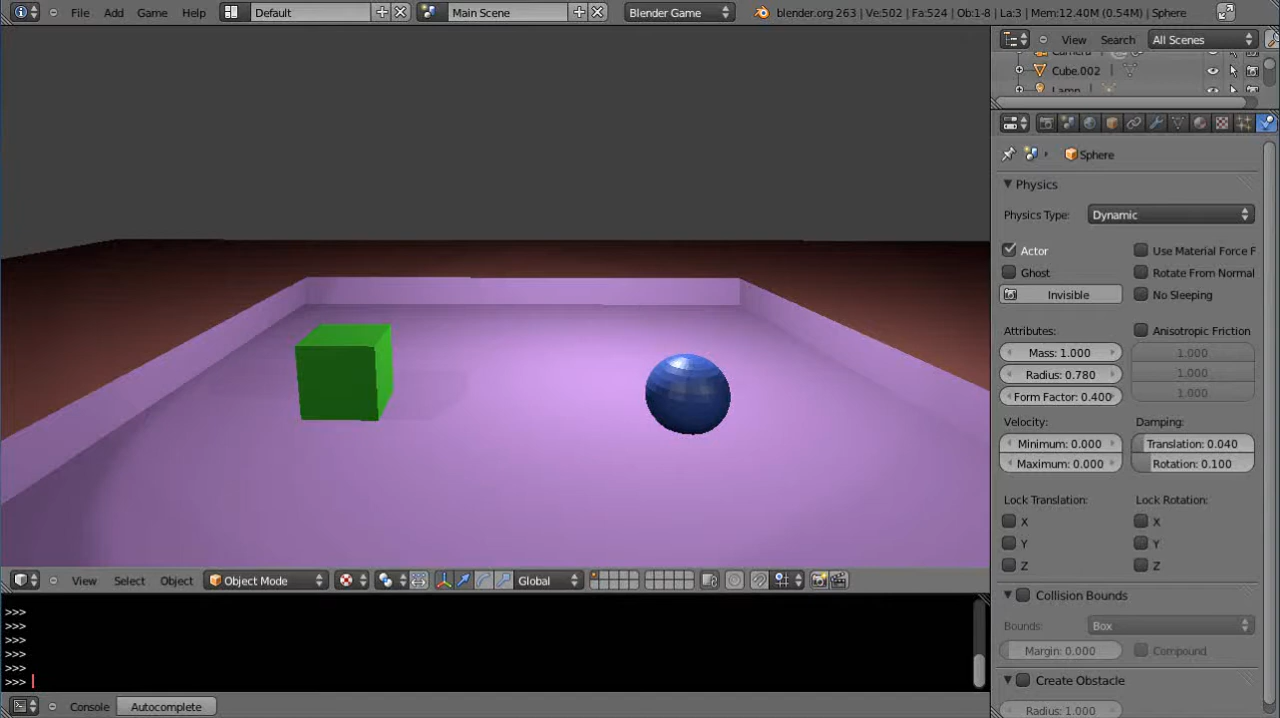 File Add Game Help Default Main Scene Blender Game blender.org 263 | Ve:502 | Fa:524 | Ob:1-8 | La:3 | Mem:12.40M (0.54M) | Sphere
View Search All Scenes
Camera
Cube.002
Lamp
Sphere
Physics
Physics Type: Dynamic
Actor Use Material Force F
Ghost Rotate From Normal
Invisible No Sleeping
Attributes: Anisotropic Friction
Mass: 1.000 1.000
Radius: 0.780 1.000
Form Factor: 0.400 1.000
Velocity: Damping:
Minimum: 0.000 Translation: 0.040
Maximum: 0.000 Rotation: 0.100
Lock Translation: Lock Rotation:
X X
Y Y
Z Z
View Select Object Object Mode Global
Collision Bounds
Bounds: Box
Margin: 0.000 Compound
Create Obstacle
Radius: 1.000
>>>
>>>
>>>
>>>
>>>
>>>
Console Autocomplete